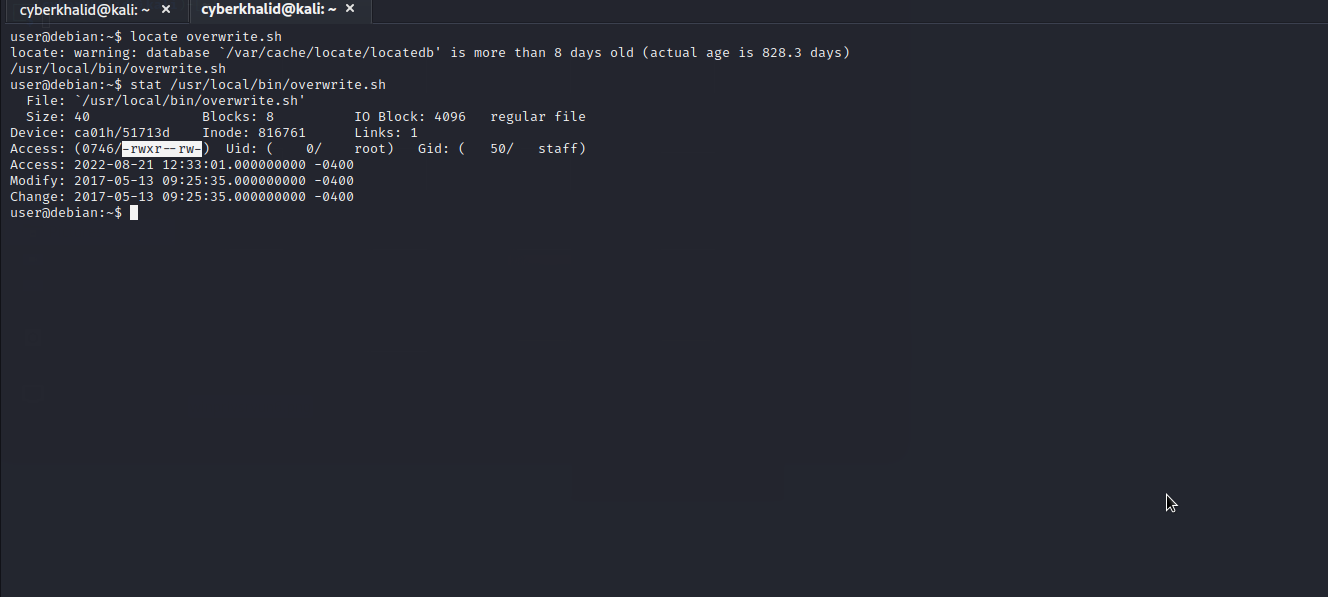 cyberkhalid@kali: ~ × cyberkhalid@kali: ~ ×
user@debian:~$ locate overwrite.sh
locate: warning: database `/var/cache/locate/locatedb' is more than 8 days old (actual age is 828.3 days)
/usr/local/bin/overwrite.sh
user@debian:~$ stat /usr/local/bin/overwrite.sh
  File: `/usr/local/bin/overwrite.sh'
  Size: 40              Blocks: 8          IO Block: 4096   regular file
Device: ca01h/51713d    Inode: 816761      Links: 1
Access: (0746/-rwxr--rw-)  Uid: (    0/    root)   Gid: (   50/   staff)
Access: 2022-08-21 12:33:01.000000000 -0400
Modify: 2017-05-13 09:25:35.000000000 -0400
Change: 2017-05-13 09:25:35.000000000 -0400
user@debian:~$